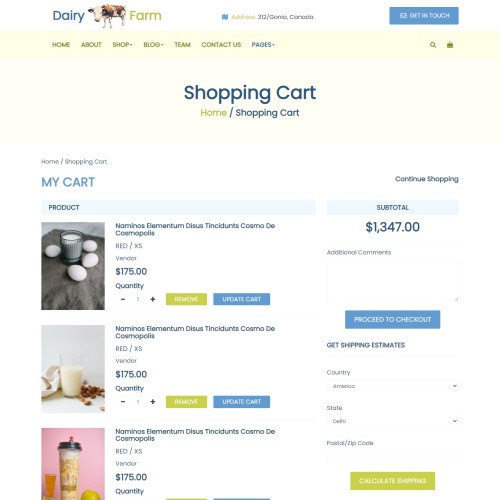 Dairy Farm
Address: 312/Gonia, Canada
GET IN TOUCH
HOME ABOUT SHOP BLOG TEAM CONTACT US PAGES
Shopping Cart
Home / Shopping Cart
Home / Shopping Cart
MY CART
Continue Shopping
PRODUCT
Naminos Elementum Disus Tincidunts Cosmo De
Cosmopolis
RED / XS
Vendor
$175.00
Quantity
- 1 + REMOVE UPDATE CART
Naminos Elementum Disus Tincidunts Cosmo De
Cosmopolis
RED / XS
Vendor
$175.00
Quantity
- 1 + REMOVE UPDATE CART
Naminos Elementum Disus Tincidunts Cosmo De
Cosmopolis
RED / XS
Vendor
$175.00
Quantity
SUBTOTAL
$1,347.00
Additional Comments
PROCEED TO CHECKOUT
GET SHIPPING ESTIMATES
Country
America
State
Delhi
Postal/Zip Code
CALCULATE SHIPPING